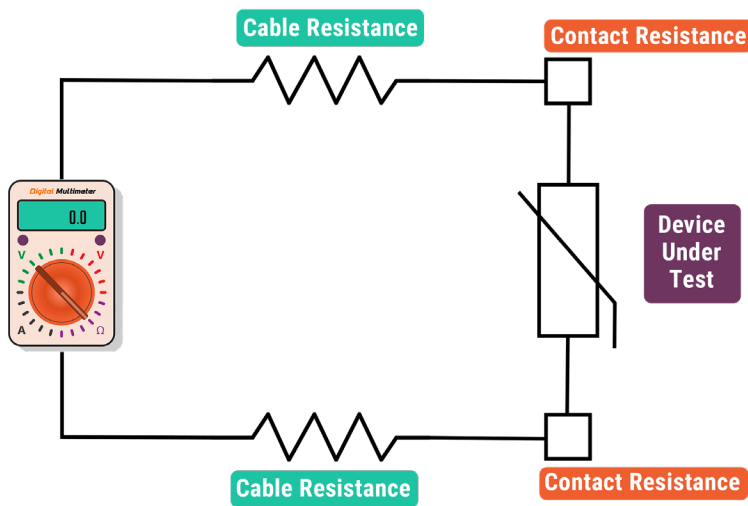 Cable Resistance
Contact Resistance
Digital Multimeter
0.0
V V
A Ω
Device
Under
Test
Cable Resistance
Contact Resistance